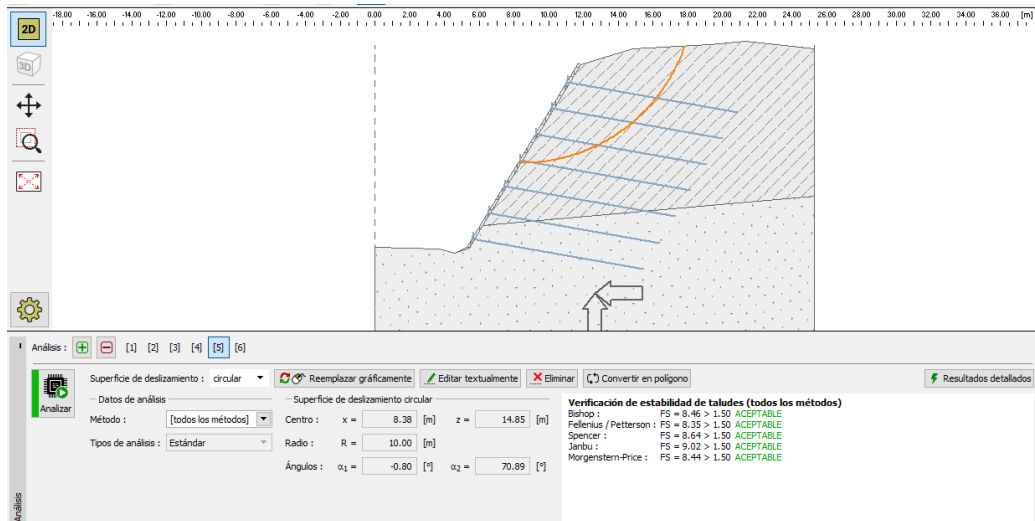 -18.00 -16.00 -14.00 -12.00 -10.00 -8.00 -6.00 -4.00 -2.00 0.00 2.00 4.00 6.00 8.00 10.00 12.00 14.00 16.00 18.00 20.00 22.00 24.00 26.00 28.00 30.00 32.00 34.00 36.00 [m]
2D
3D
Análisis : [1] [2] [3] [4] [5] [6]
Analizar
Superficie de deslizamiento : circular Reemplazar gráficamente Editar textualmente Eliminar Convertir en polígono Resultados detallados
Datos de análisis
Método : [todos los métodos]
Tipos de análisis : Estándar
Superficie de deslizamiento circular
Centro : x = 8.38 [m] z = 14.85 [m]
Radio : R = 10.00 [m]
Ángulos : α1 = -0.80 [°] α2 = 70.89 [°]
Verificación de estabilidad de taludes (todos los métodos)
Bishop : FS = 8.46 > 1.50 ACEPTABLE
Fellenius / Petterson : FS = 8.35 > 1.50 ACEPTABLE
Spencer : FS = 8.64 > 1.50 ACEPTABLE
Janbu : FS = 9.02 > 1.50 ACEPTABLE
Morgenstern-Price : FS = 8.44 > 1.50 ACEPTABLE
Análisis